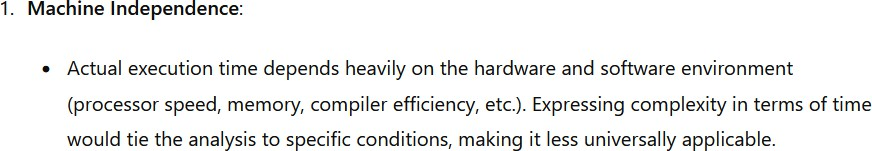 1. Machine Independence:
• Actual execution time depends heavily on the hardware and software environment
(processor speed, memory, compiler efficiency, etc.). Expressing complexity in terms of time
would tie the analysis to specific conditions, making it less universally applicable.